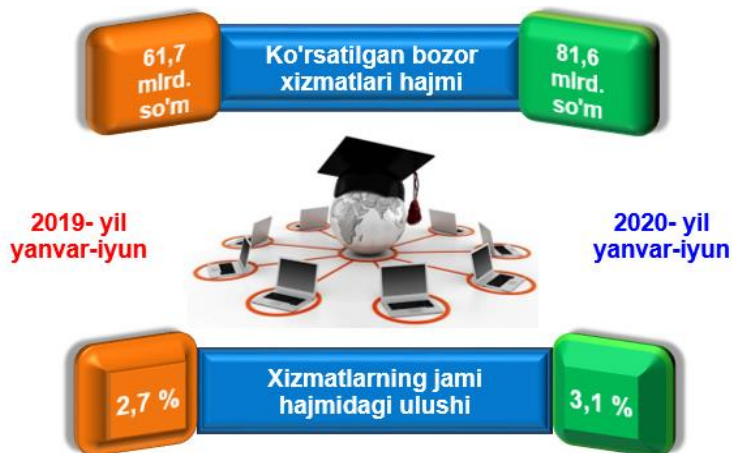 61,7
mlrd.
so'm
Ko'rsatilgan bozor
xizmatlari hajmi
81,6
mlrd.
so'm
2019- yil
yanvar-iyun
2020- yil
yanvar-iyun
2,7 %
Xizmatlarning jami
hajmidagi ulushi
3,1 %